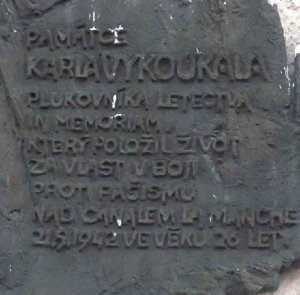 PAMÁTCE
KARLA VYKOUKALA
PLUKOVNÍKA LETECTVA
IN MEMORIAM
KTERÝ POLOŽIL ŽIVOT
ZA VLAST V BOJI
PROTI FAŠISMU
NAD CANALEM LA MANCHE
21.5.1942 VE VĚKU 26 LET